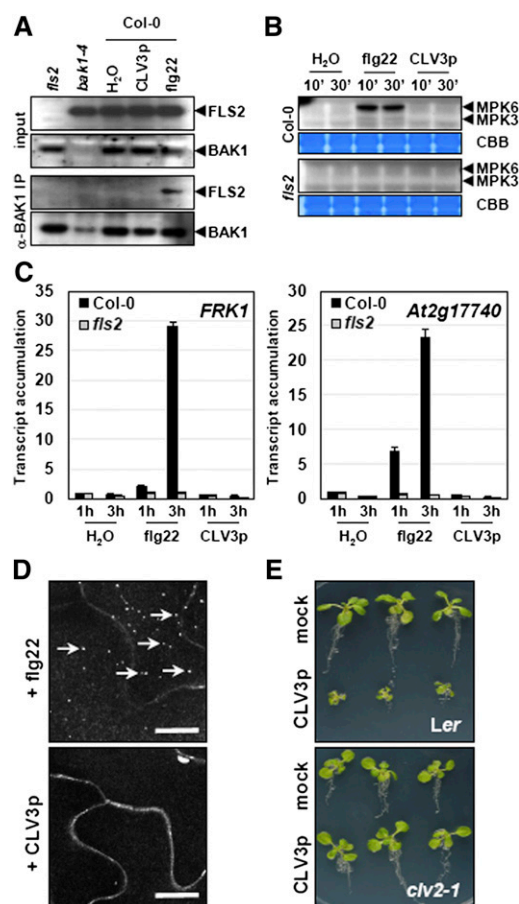 A
Col-0
fls2
bak1-4
H2O
CLV3p
flg22
input
FLS2
BAK1
α-BAK1 IP
FLS2
BAK1
B
H2O flg22 CLV3p
10’ 30’ 10’ 30’ 10’ 30’
Col-0
MPK6
MPK3
CBB
fls2
MPK6
MPK3
CBB
C
Transcript accumulation
35
30
25
20
15
10
5
0
Col-0
fls2
FRK1
1h 3h 1h 3h 1h 3h
H2O flg22 CLV3p
Transcript accumulation
30
25
20
15
10
5
0
Col-0
fls2
At2g17740
1h 3h 1h 3h 1h 3h
H2O flg22 CLV3p
D
+ flg22
+ CLV3p
E
mock
CLV3p
Ler
mock
CLV3p
clv2-1